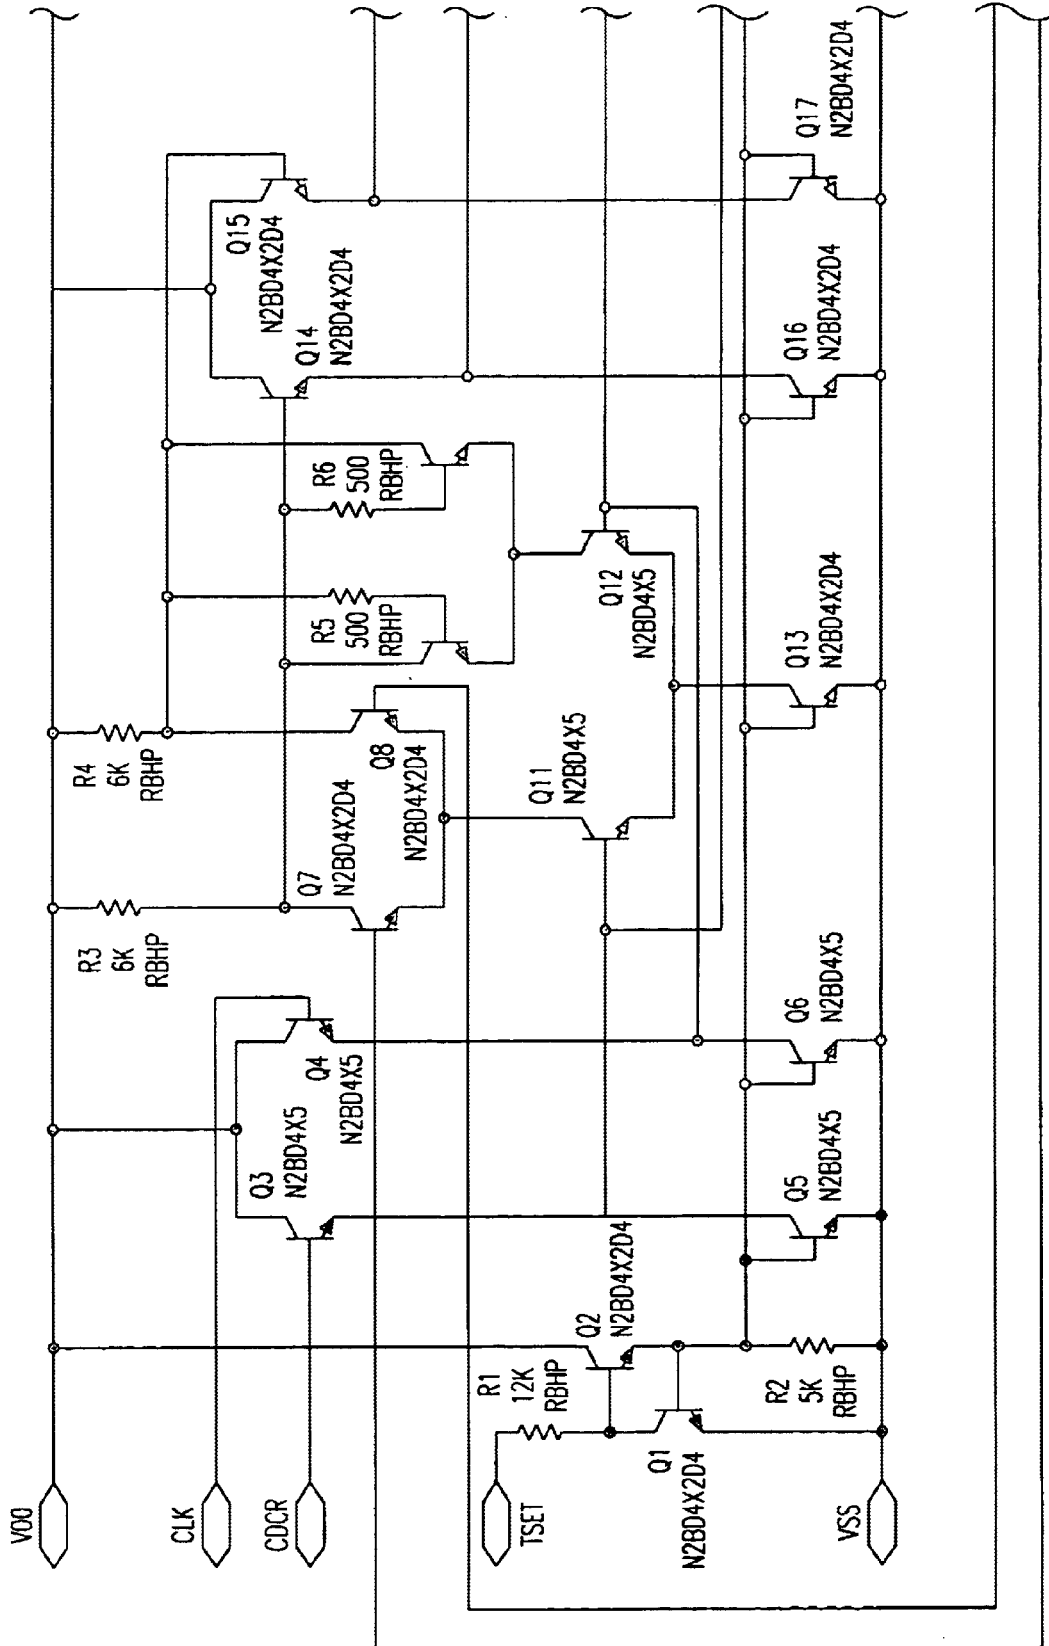 VDD
CLK
CDCR
TSET
VSS
R1
12K
RBHP
Q1
N2BD4X2D4
Q2
N2BD4X2D4
R2
5K
RBHP
Q3
N2BD4X5
Q4
N2BD4X5
Q5
N2BD4X5
Q6
N2BD4X5
R3
6K
RBHP
R4
6K
RBHP
Q7
N2BD4X2D4
Q8
N2BD4X2D4
Q11
N2BD4X5
Q12
N2BD4X5
Q13
N2BD4X2D4
R5
500
RBHP
R6
500
RBHP
Q14
N2BD4X2D4
Q15
N2BD4X2D4
Q16
N2BD4X2D4
Q17
N2BD4X2D4